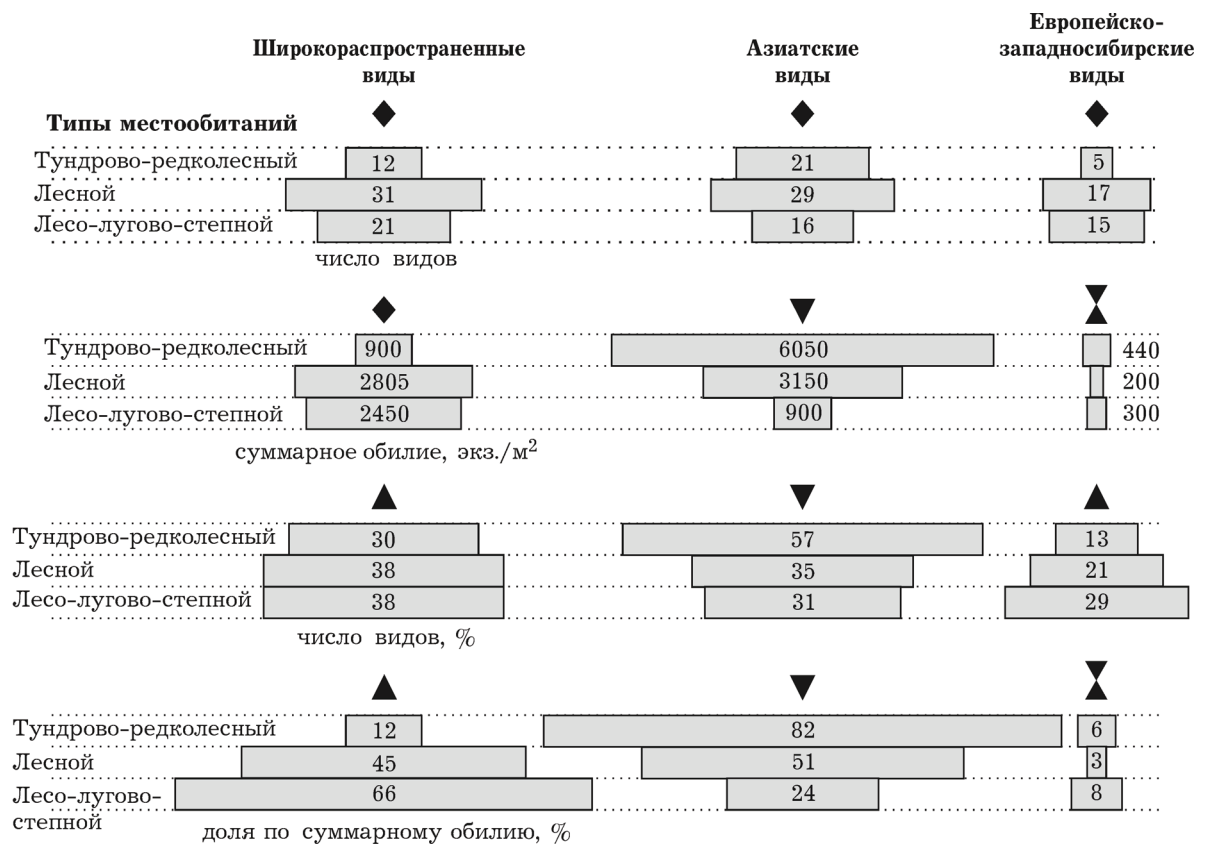 Широкораспространенные
виды
Азиатские
виды
Европейско-
западносибирские
виды
Типы местообитаний
Тундрово-редколесный 12 21 5
Лесной 31 29 17
Лесо-лугово-степной 21 16 15
число видов
Тундрово-редколесный 900 6050 440
Лесной 2805 3150 200
Лесо-лугово-степной 2450 900 300
суммарное обилие, экз./м²
Тундрово-редколесный 30 57 13
Лесной 38 35 21
Лесо-лугово-степной 38 31 29
число видов, %
Тундрово-редколесный 12 82 6
Лесной 45 51 3
Лесо-лугово- 66 24 8
степной
доля по суммарному обилию, %